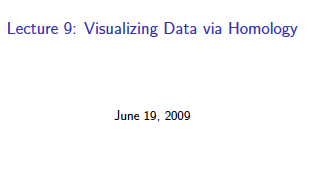 Lecture 9: Visualizing Data via Homology
June 19, 2009